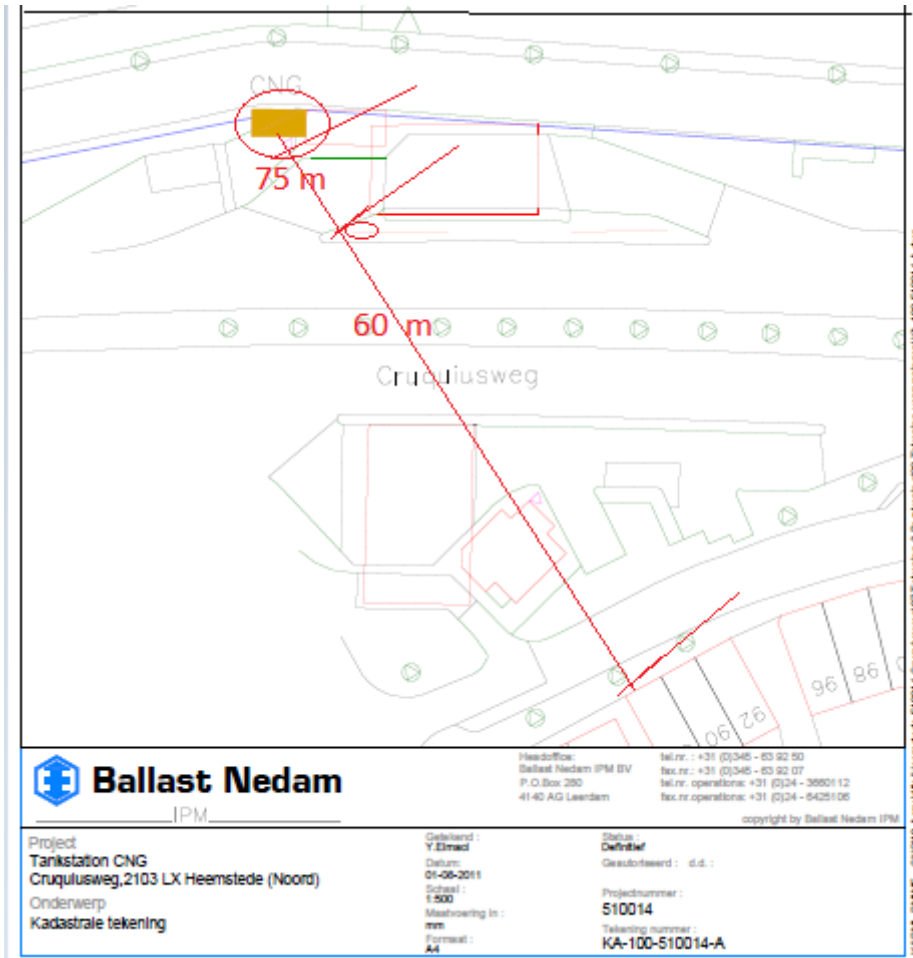 CNG
75 m
60 m
Cruquiusweg
96
98
92
90
Ballast Nedam
IPM
Headoffice:
Ballast Nedam IPM BV
P.O.Box 260
4140 AG Leerdam
tel.nr. : +31 (0)345 - 63 92 50
fax.nr.: +31 (0)345 - 63 92 07
tel.nr. operations: +31 (0)24 - 3660112
fax.nr.operations: +31 (0)24 - 6425106
copyright by Ballast Nedam IPM
Project
Tankstation CNG
Cruquiusweg,2103 LX Heemstede (Noord)
Onderwerp
Kadastrale tekening
Getekend :
Y.Elmaci
Datum:
01-08-2011
Schaal :
1:500
Maatvoering in :
mm
Formaat :
A4
Status :
Definitief
Geautoriseerd : d.d. :
Projectnummer :
510014
Tekening nummer :
KA-100-510014-A